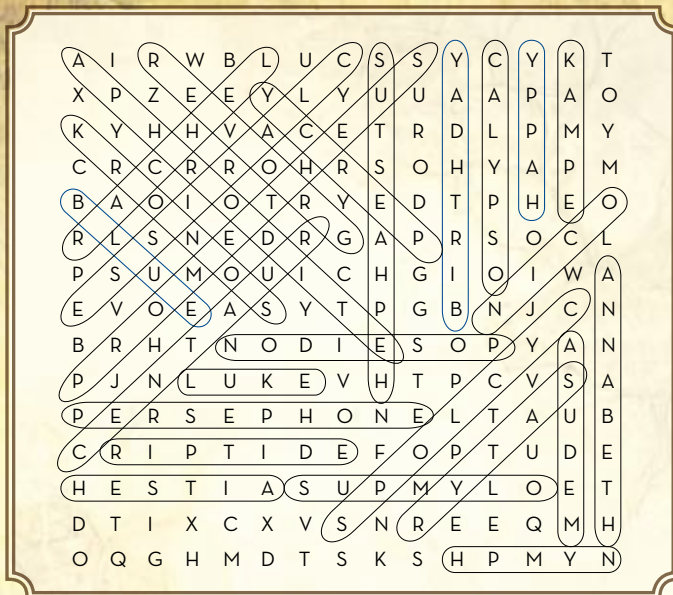 A I R W B L U C S S Y C Y K T
X P Z E E Y L Y U U A A P A O
K Y H H V A C E T R D L P M Y
C R C R R O H R S O H Y A P M
B A O I O T R Y E D T P H E O
R L S N E D R G A P R S O C L
P S U M O U I C H G I O I W A
E V O E A S Y T P G B N J C N
B R H T N O D I E S O P Y A N
P J N L U K E V H T P C V S A
P E R S E P H O N E L T A U B
C R I P T I D E F O P T U D E
H E S T I A S U P M Y L O E T
D T I X C X V S N R E E Q M H
O Q G H M D T S K S H P M Y N